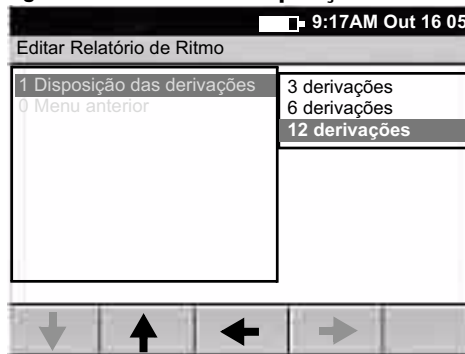 9:17AM Out 16 05
Editar Relatório de Ritmo
1 Disposição das derivações
0 Menu anterior
3 derivações
6 derivações
12 derivações